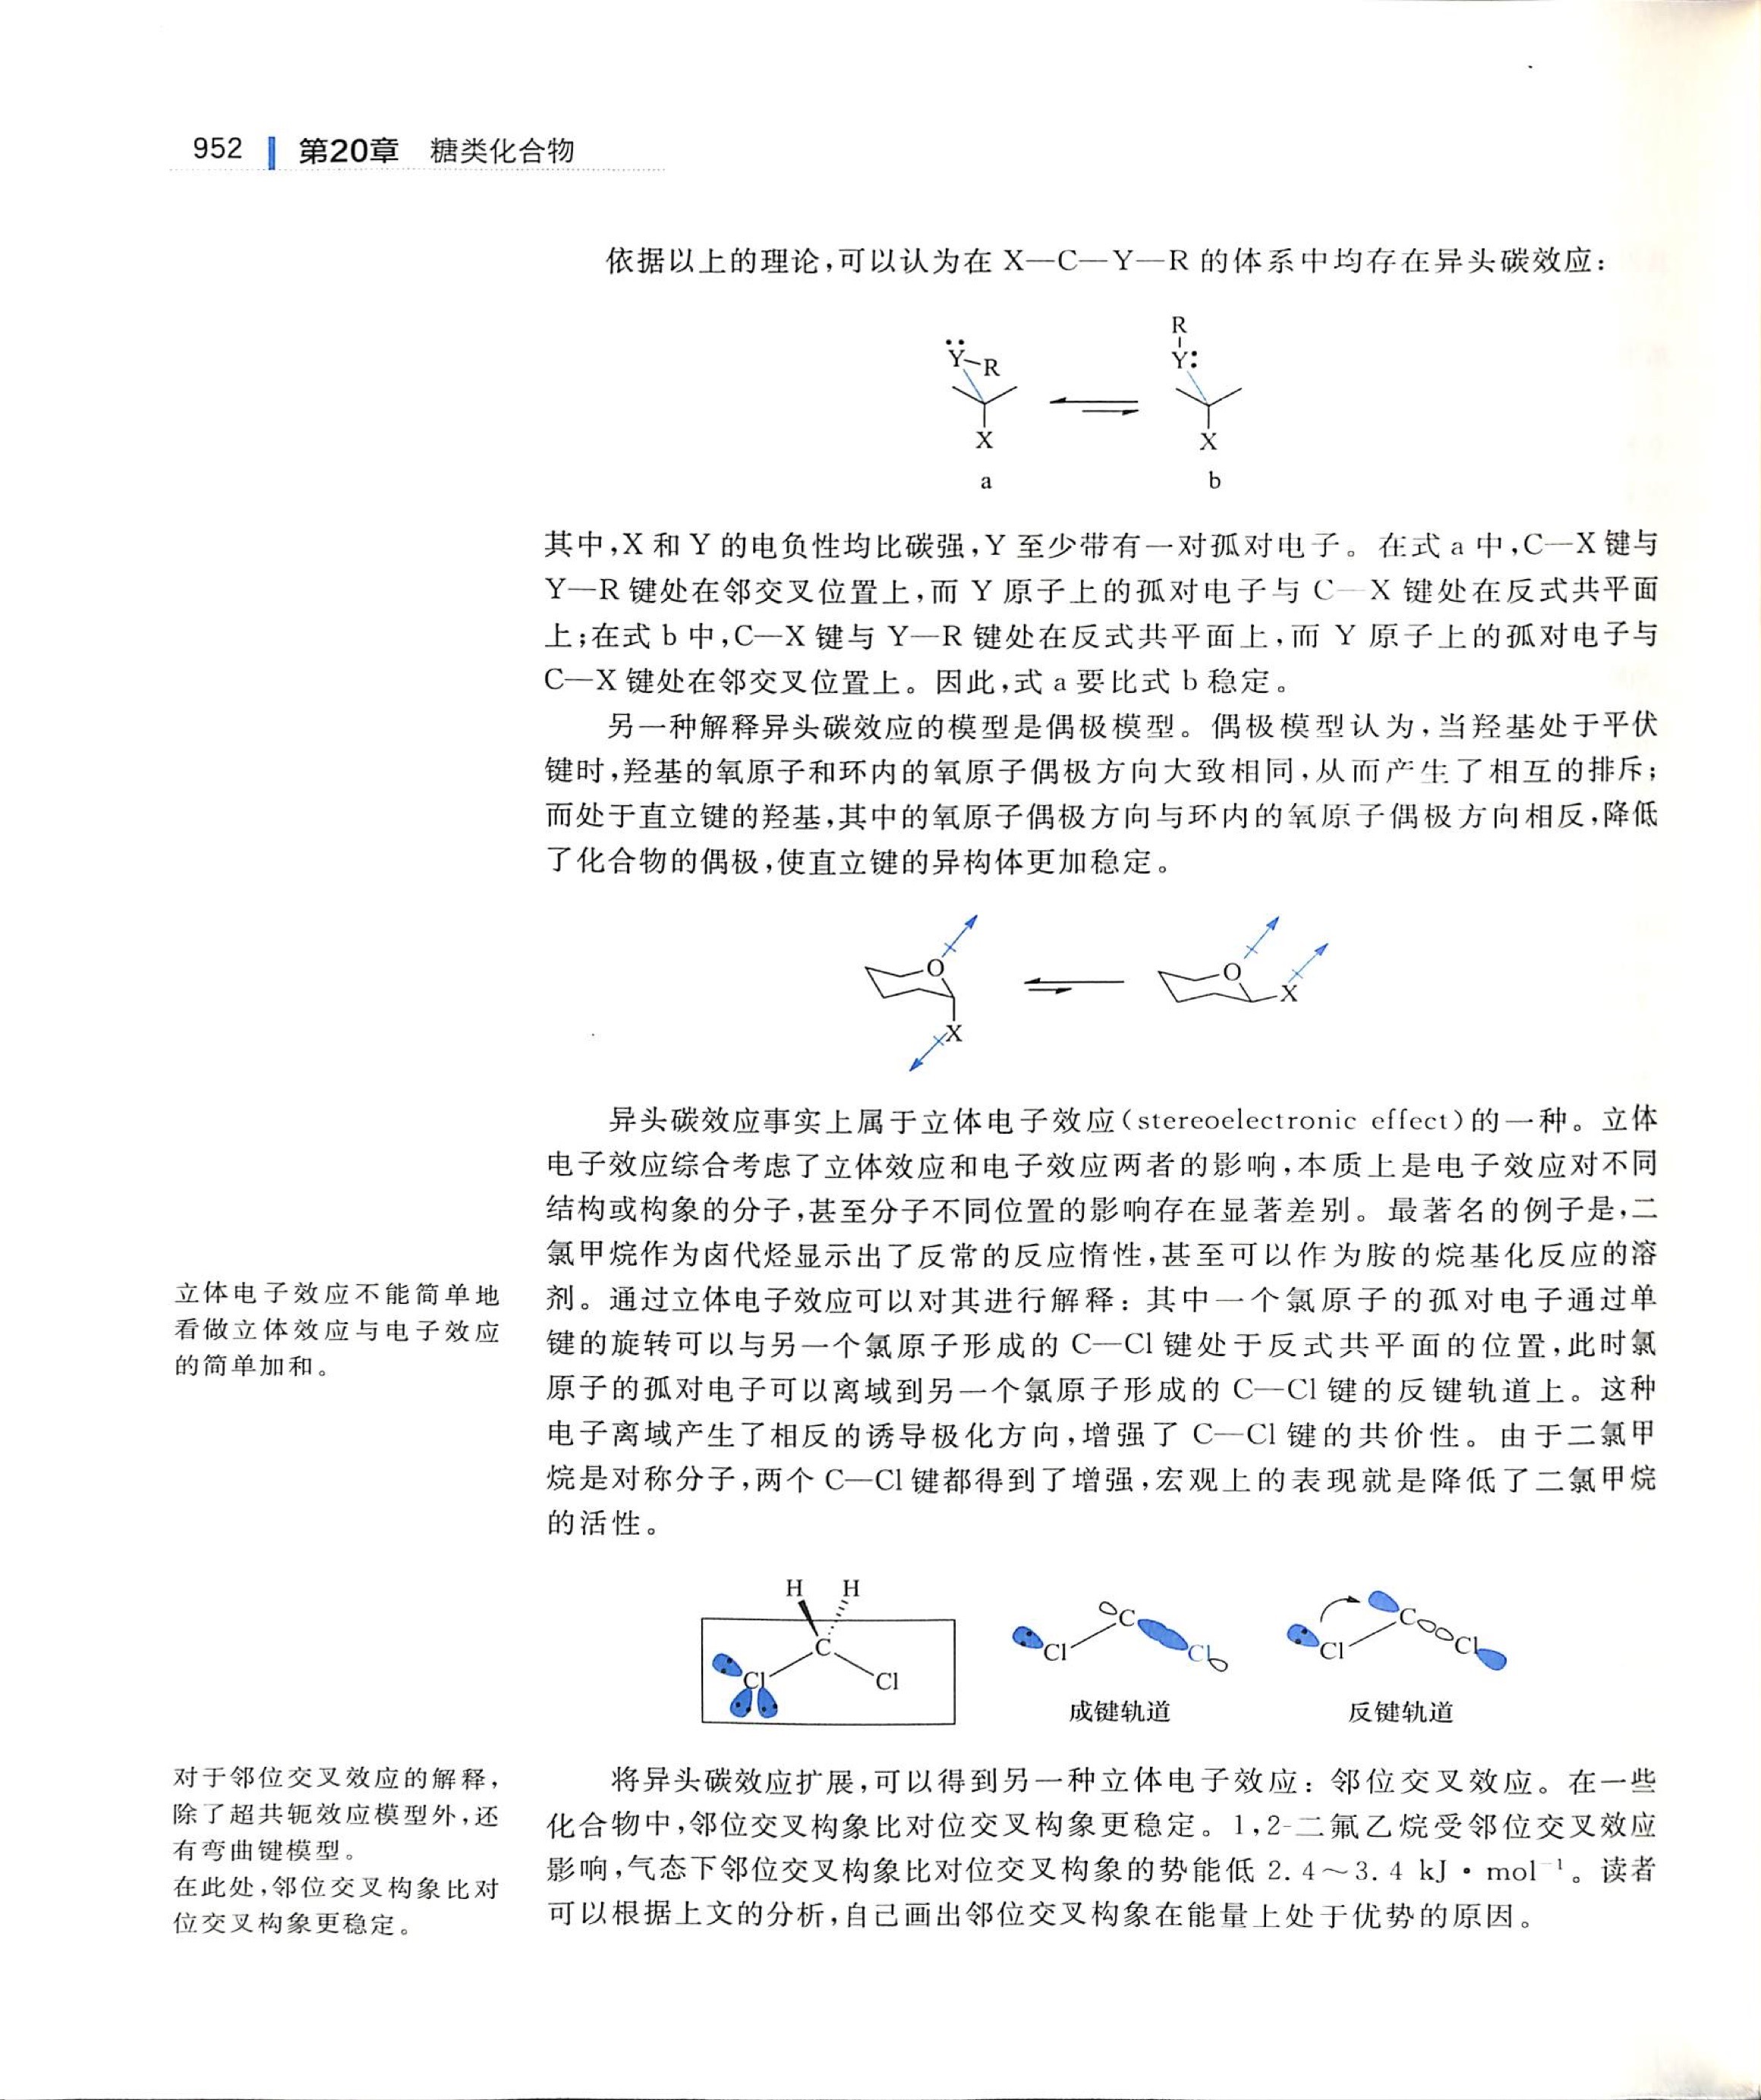 952 第20章 糖类化合物
依据以上的理论,可以认为在 X—C—Y—R 的体系中均存在异头碳效应:
R
Y R
Y
X
X
a
b
其中,X 和 Y 的电负性均比碳强,Y 至少带有一对孤对电子。在式 a 中,C—X 键与
Y—R 键处在邻交叉位置上,而 Y 原子上的孤对电子与 C—X 键处在反式共平面
上;在式 b 中,C—X 键与 Y—R 键处在反式共平面上,而 Y 原子上的孤对电子与
C—X 键处在邻交叉位置上。因此,式 a 要比式 b 稳定。
另一种解释异头碳效应的模型是偶极模型。偶极模型认为,当羟基处于平伏
键时,羟基的氧原子和环内的氧原子偶极方向大致相同,从而产生了相互的排斥;
而处于直立键的羟基,其中的氧原子偶极方向与环内的氧原子偶极方向相反,降低
了化合物的偶极,使直立键的异构体更加稳定。
O
O
X
X
异头碳效应事实上属于立体电子效应(stereoelectronic effect)的一种。立体
电子效应综合考虑了立体效应和电子效应两者的影响,本质上是电子效应对不同
结构或构象的分子,甚至分子不同位置的影响存在显著差别。最著名的例子是,二
氯甲烷作为卤代烃显示出了反常的反应惰性,甚至可以作为胺的烷基化反应的溶
剂。通过立体电子效应可以对其进行解释:其中一个氯原子的孤对电子通过单
键的旋转可以与另一个氯原子形成的 C—Cl 键处于反式共平面的位置,此时氯
原子的孤对电子可以离域到另一个氯原子形成的 C—Cl 键的反键轨道上。这种
电子离域产生了相反的诱导极化方向,增强了 C—Cl 键的共价性。由于二氯甲
烷是对称分子,两个 C—Cl 键都得到了增强,宏观上的表现就是降低了二氯甲烷
的活性。
立体电子效应不能简单地
看做立体效应与电子效应
的简单加和。
H H
C
Cl Cl
C
Cl Cl
成键轨道
C
Cl Cl
反键轨道
将异头碳效应扩展,可以得到另一种立体电子效应:邻位交叉效应。在一些
化合物中,邻位交叉构象比对位交叉构象更稳定。1,2-二氟乙烷受邻位交叉效应
影响,气态下邻位交叉构象比对位交叉构象的势能低 2.4～3.4 kJ·mol⁻¹。读者
可以根据上文的分析,自己画出邻位交叉构象在能量上处于优势的原因。
对于邻位交叉效应的解释,
除了超共轭效应模型外,还
有弯曲键模型。
在此处,邻位交叉构象比对
位交叉构象更稳定。